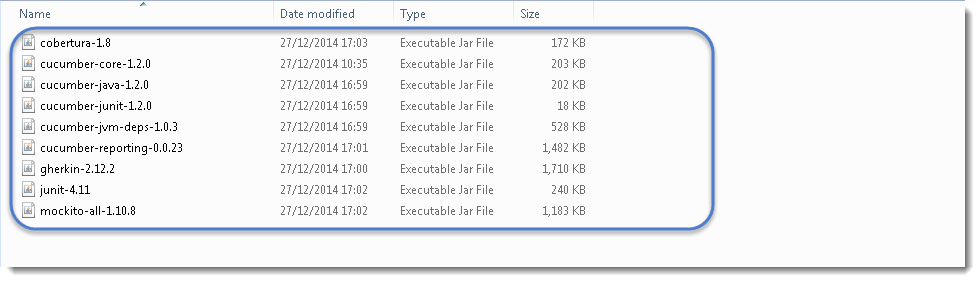 Name Date modified Type Size
cobertura-1.8 27/12/2014 17:03 Executable Jar File 172 KB
cucumber-core-1.2.0 27/12/2014 10:35 Executable Jar File 203 KB
cucumber-java-1.2.0 27/12/2014 16:59 Executable Jar File 202 KB
cucumber-junit-1.2.0 27/12/2014 16:59 Executable Jar File 18 KB
cucumber-jvm-deps-1.0.3 27/12/2014 16:59 Executable Jar File 528 KB
cucumber-reporting-0.0.23 27/12/2014 17:01 Executable Jar File 1,482 KB
gherkin-2.12.2 27/12/2014 17:00 Executable Jar File 1,710 KB
junit-4.11 27/12/2014 17:02 Executable Jar File 240 KB
mockito-all-1.10.8 27/12/2014 17:02 Executable Jar File 1,183 KB